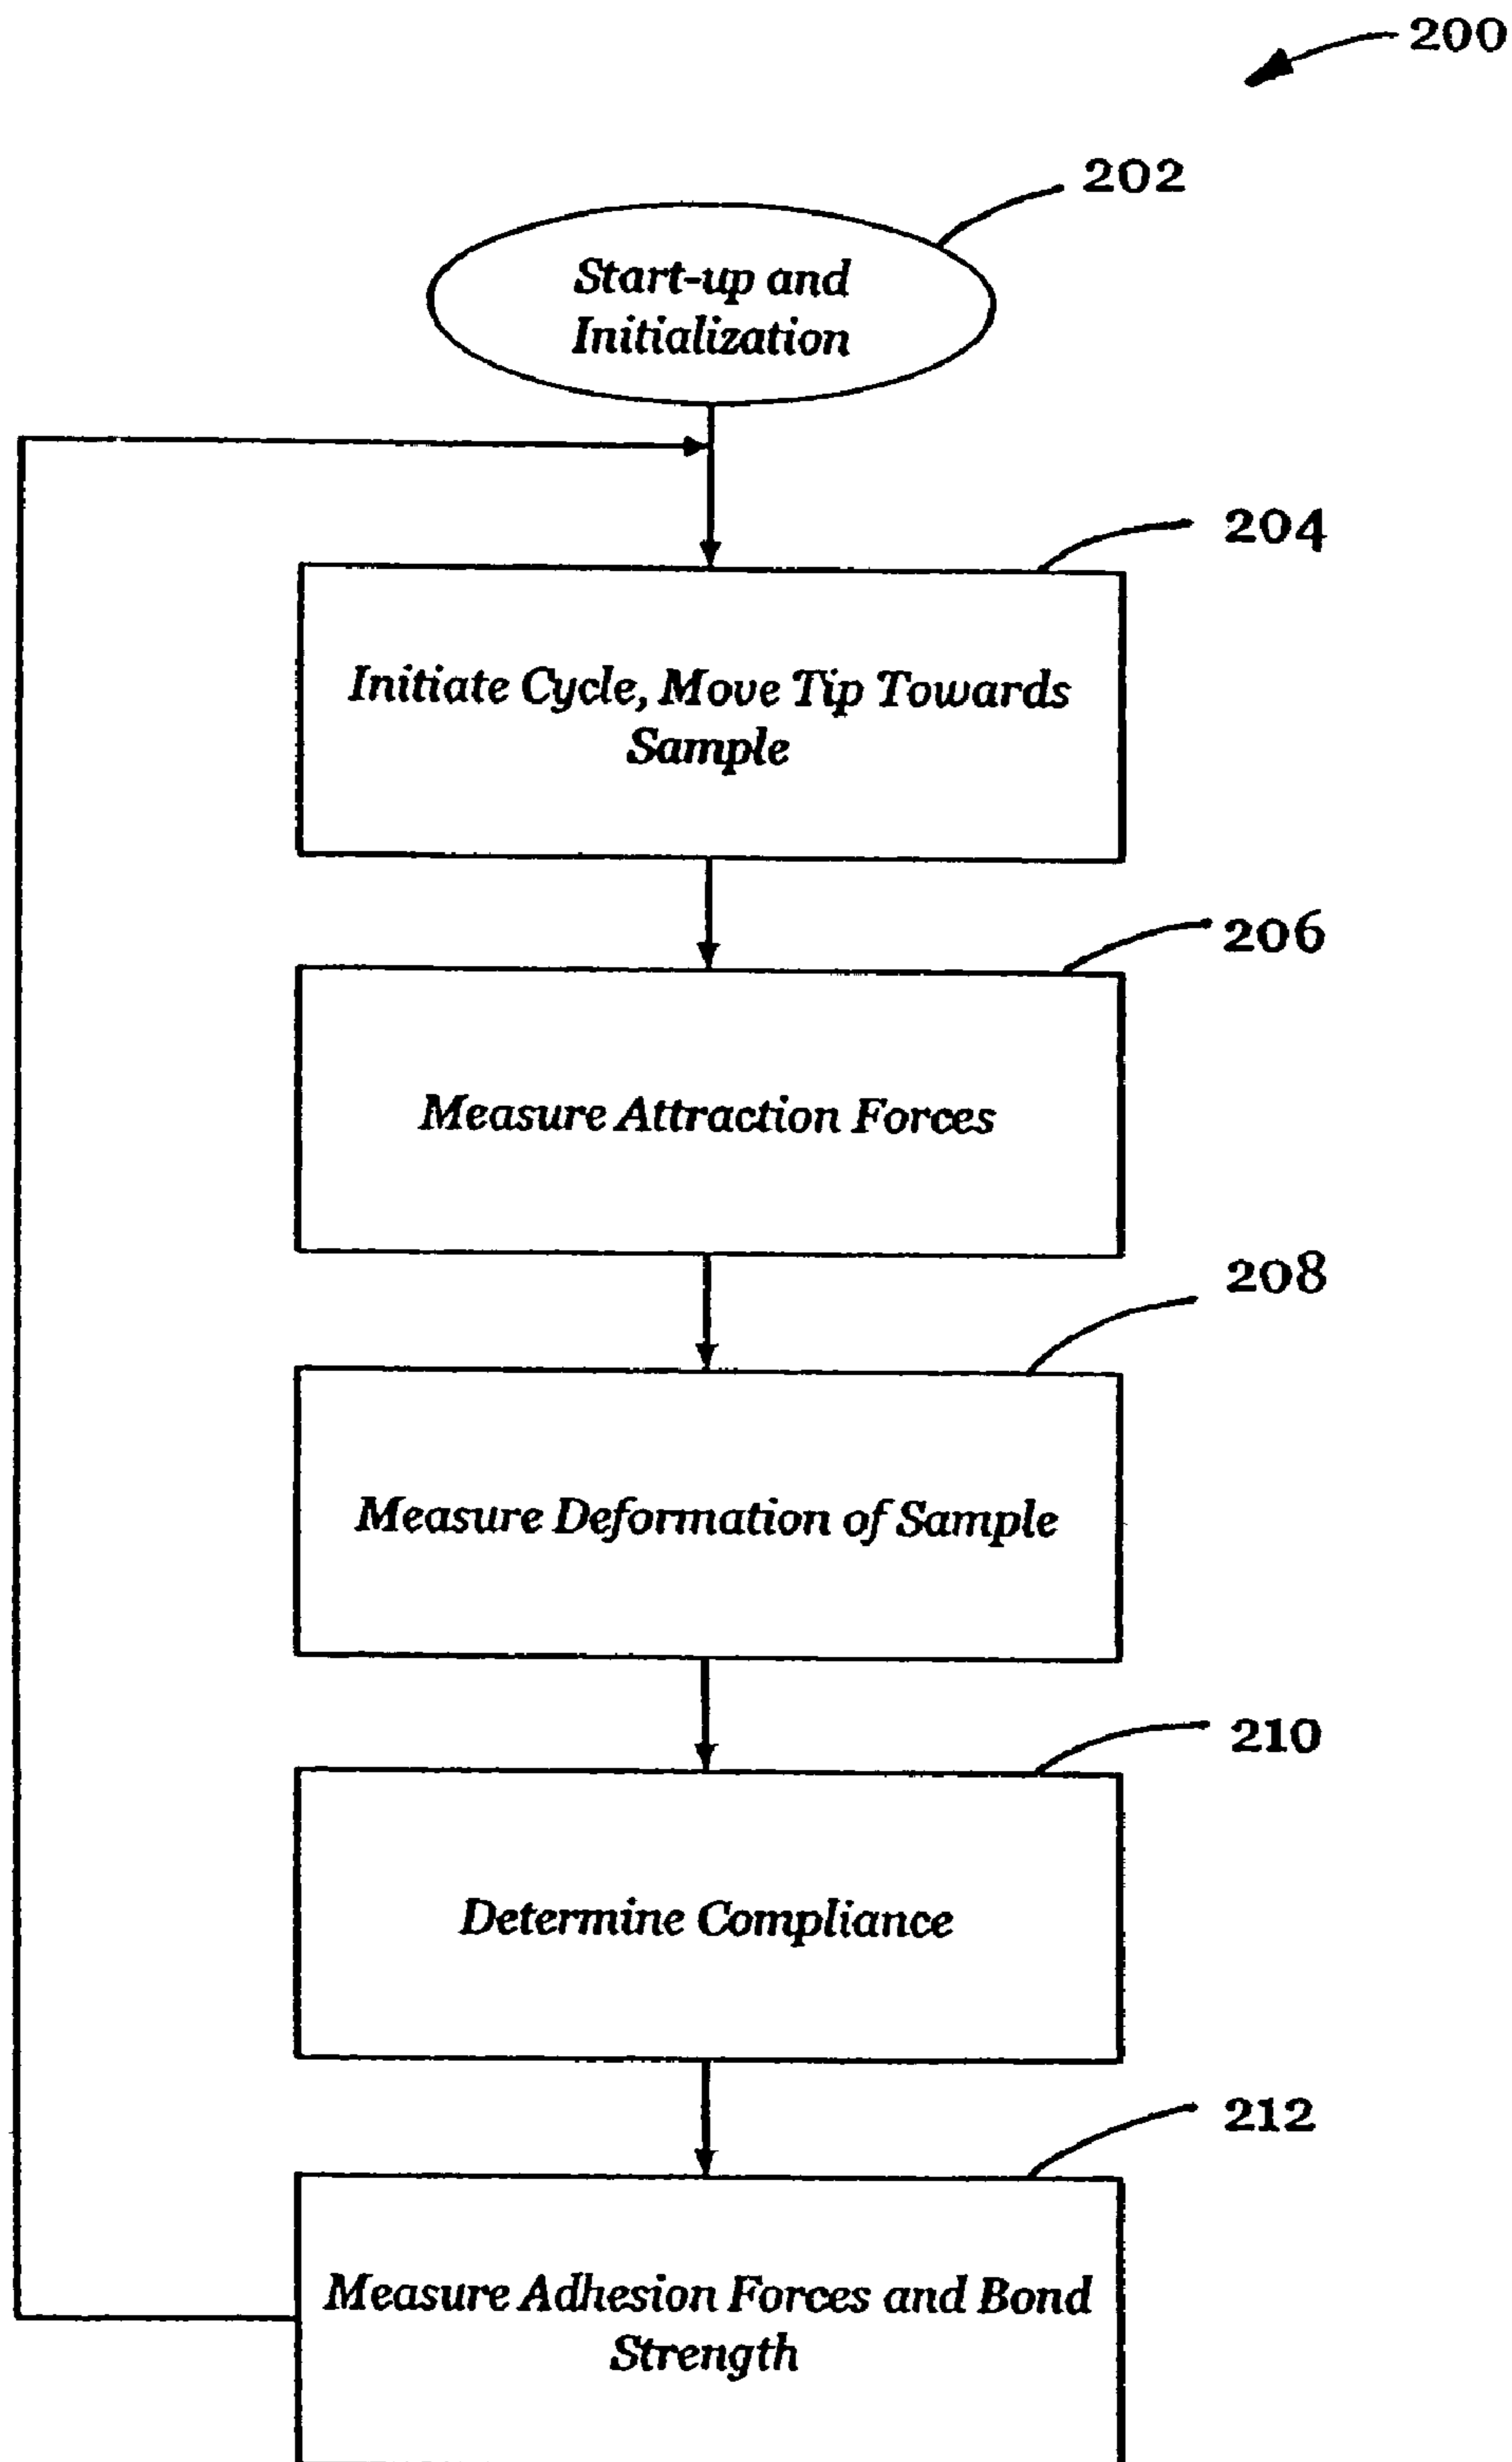 200
202
Start-up and
Initialization
204
Initiate Cycle, Move Tip Towards
Sample
206
Measure Attraction Forces
208
Measure Deformation of Sample
210
Determine Compliance
212
Measure Adhesion Forces and Bond
Strength